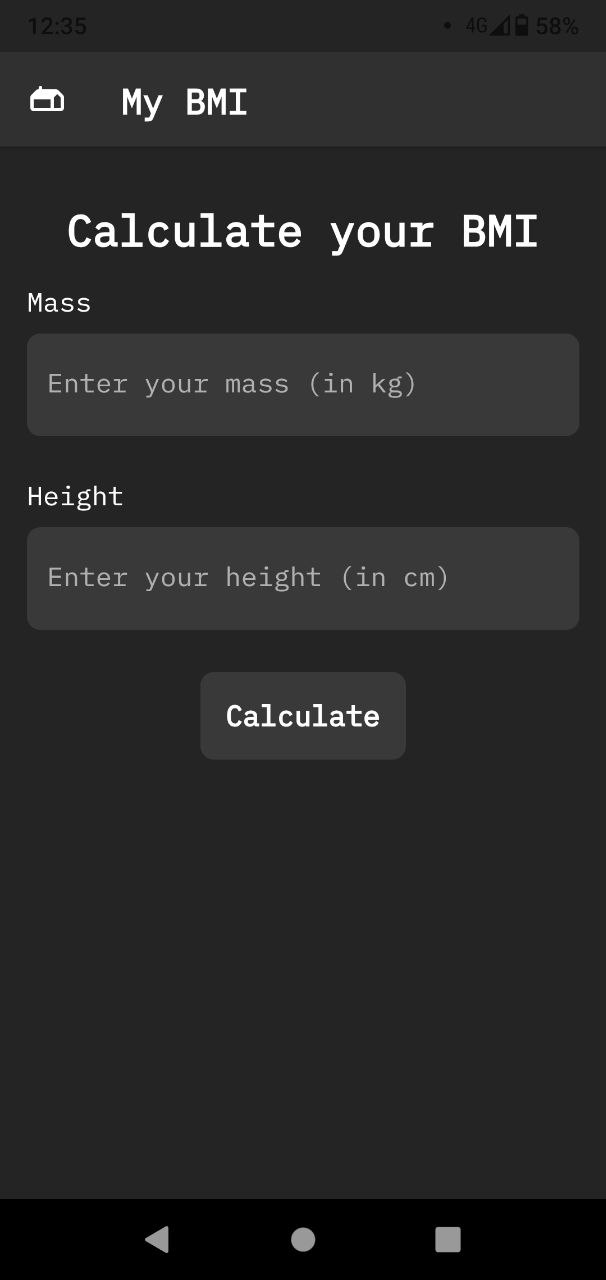 12:35
4G 58%
My BMI
Calculate your BMI
Mass
Enter your mass (in kg)
Height
Enter your height (in cm)
Calculate